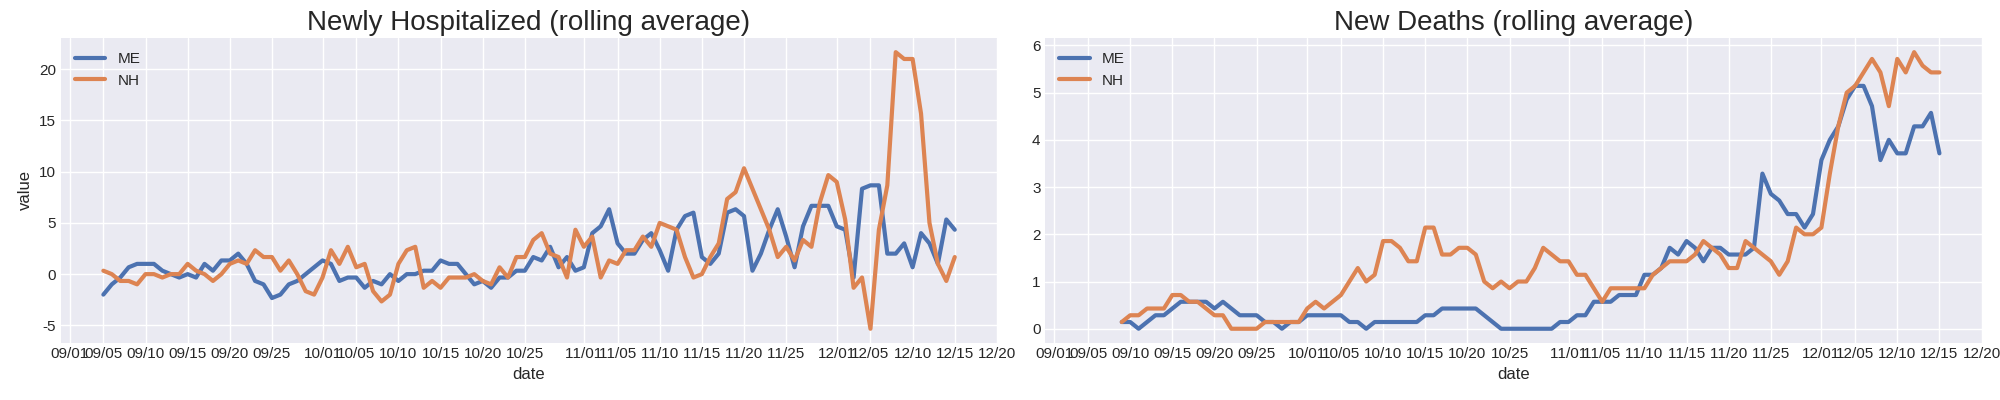 Newly Hospitalized (rolling average)
ME
NH
value
20
15
10
5
0
-5
09/01 09/05 09/10 09/15 09/20 09/25 10/01 10/05 10/10 10/15 10/20 10/25 11/01 11/05 11/10 11/15 11/20 11/25 12/01 12/05 12/10 12/15 12/20
date
New Deaths (rolling average)
ME
NH
6
5
4
3
2
1
0
09/01 09/05 09/10 09/15 09/20 09/25 10/01 10/05 10/10 10/15 10/20 10/25 11/01 11/05 11/10 11/15 11/20 11/25 12/01 12/05 12/10 12/15 12/20
date